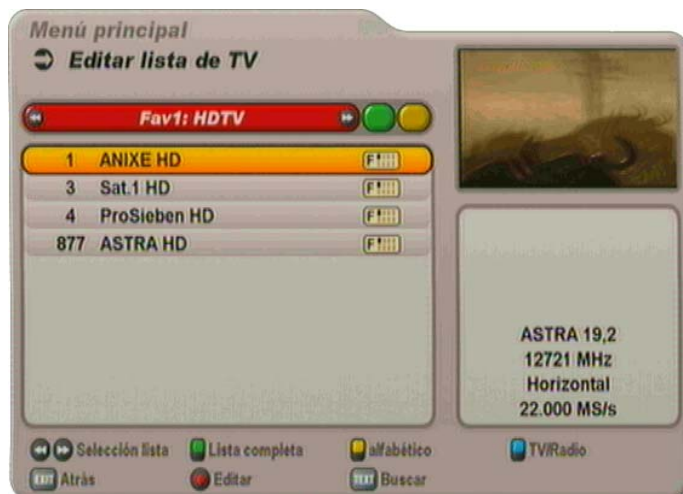 Menú principal
Editar lista de TV
Fav1: HDTV
1 ANIXE HD F
3 Sat.1 HD F
4 ProSieben HD F
877 ASTRA HD F
ASTRA 19,2
12721 MHz
Horizontal
22.000 MS/s
Selección lista Lista completa alfabético TV/Radio
EXIT Atrás Editar TEXT Buscar